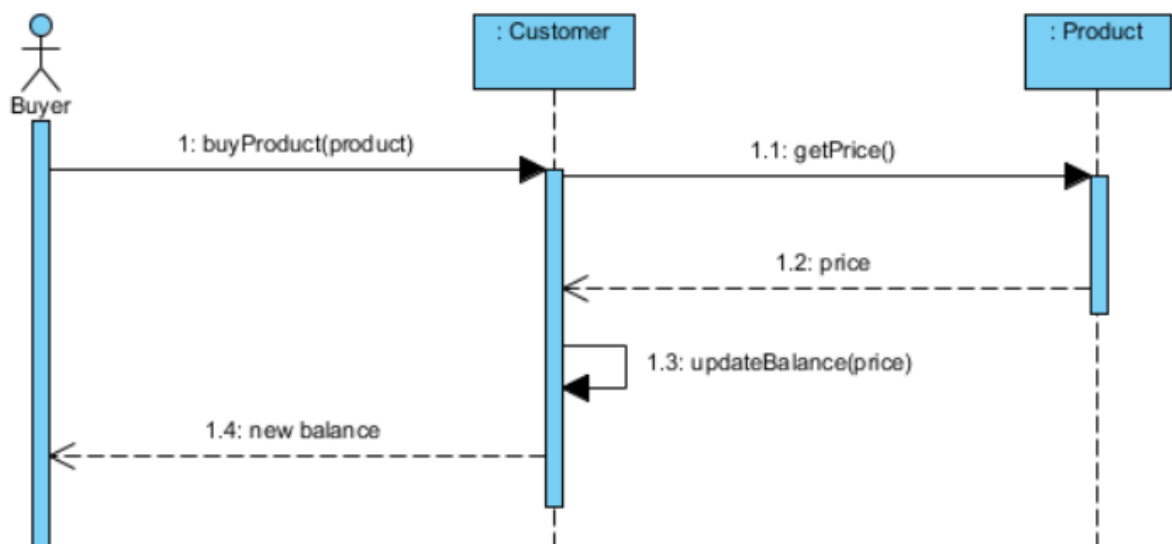 : Customer
: Product
Buyer
1: buyProduct(product)
1.1: getPrice()
1.2: price
1.3: updateBalance(price)
1.4: new balance